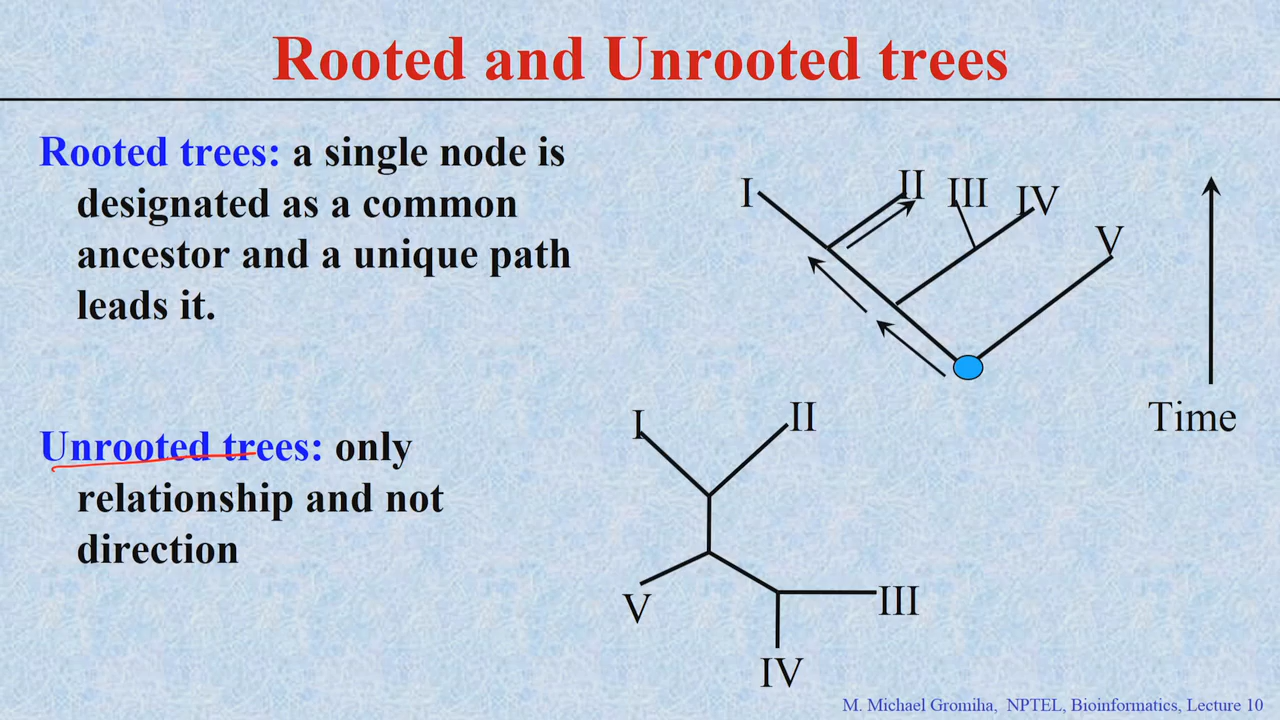 Rooted and Unrooted trees
Rooted trees: a single node is
designated as a common
ancestor and a unique path
leads it.
I
II
III
IV
V
Time
Unrooted trees: only
relationship and not
direction
I
II
V
III
IV
M. Michael Gromiha, NPTEL, Bioinformatics, Lecture 10